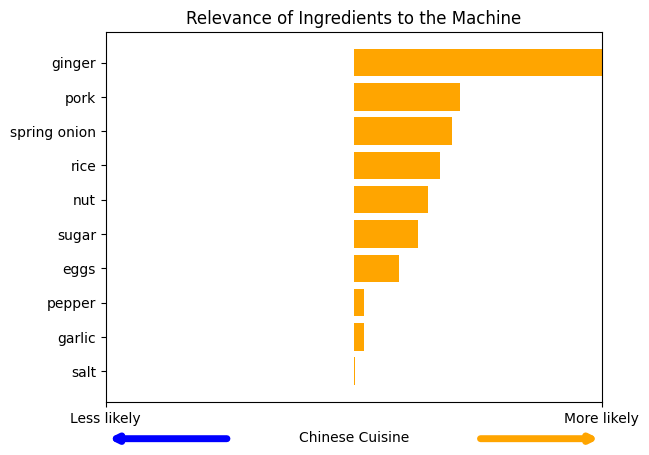 Relevance of Ingredients to the Machine
ginger
pork
spring onion
rice
nut
sugar
eggs
pepper
garlic
salt
Less likely
More likely
Chinese Cuisine